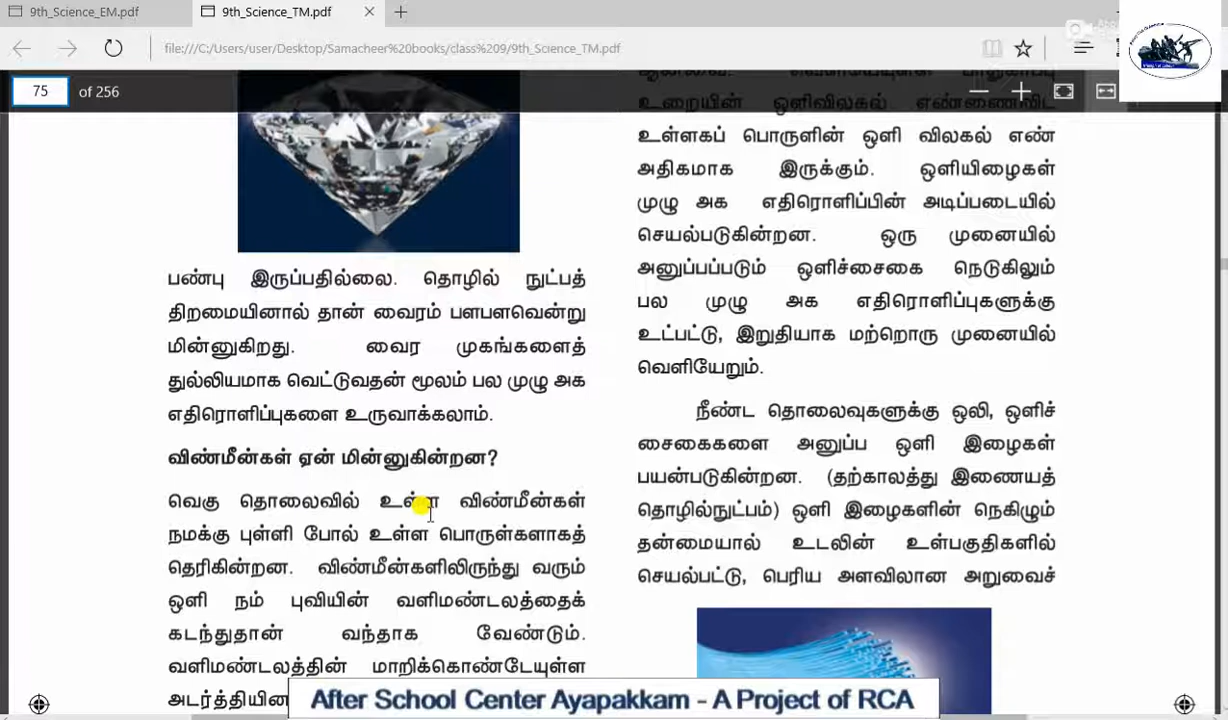 9th_Science_EM.pdf
9th_Science_TM.pdf
file:///C:/Users/user/Desktop/Samacheer%20books/class%209/9th_Science_TM.pdf
75 of 256
பண்பு இருப்பதில்லை. தொழில் நுட்பத்
திறமையினால் தான் வைரம் பளபளவென்று
மின்னுகிறது. வைர முகங்களைத்
துல்லியமாக வெட்டுவதன் மூலம் பல முழு அக
எதிரொளிப்புகளை உருவாக்கலாம்.
விண்மீன்கள் ஏன் மின்னுகின்றன?
வெகு தொலைவில் உள்ள விண்மீன்கள்
நமக்கு புள்ளி போல் உள்ள பொருள்களாகத்
தெரிகின்றன. விண்மீன்களிலிருந்து வரும்
ஒளி நம் புவியின் வளிமண்டலத்தைக்
கடந்துதான் வந்தாக வேண்டும்.
வளிமண்டலத்தின் மாறிக்கொண்டேயுள்ள
உறையின் ஒளிவிலகல் எண்ணைவிட
உள்ளகப் பொருளின் ஒளி விலகல் எண்
அதிகமாக இருக்கும். ஒளியிழைகள்
முழு அக எதிரொளிப்பின் அடிப்படையில்
செயல்படுகின்றன. ஒரு முனையில்
அனுப்பப்படும் ஒளிச்சைகை நெடுகிலும்
பல முழு அக எதிரொளிப்புகளுக்கு
உட்பட்டு, இறுதியாக மற்றொரு முனையில்
வெளியேறும்.
நீண்ட தொலைவுகளுக்கு ஒலி, ஒளிச்
சைகைகளை அனுப்ப ஒளி இழைகள்
பயன்படுகின்றன. (தற்காலத்து இணையத்
தொழில்நுட்பம்) ஒளி இழைகளின் நெகிழும்
தன்மையால் உடலின் உள்பகுதிகளில்
செயல்பட்டு, பெரிய அளவிலான அறுவைச்
After School Center Ayapakkam - A Project of RCA